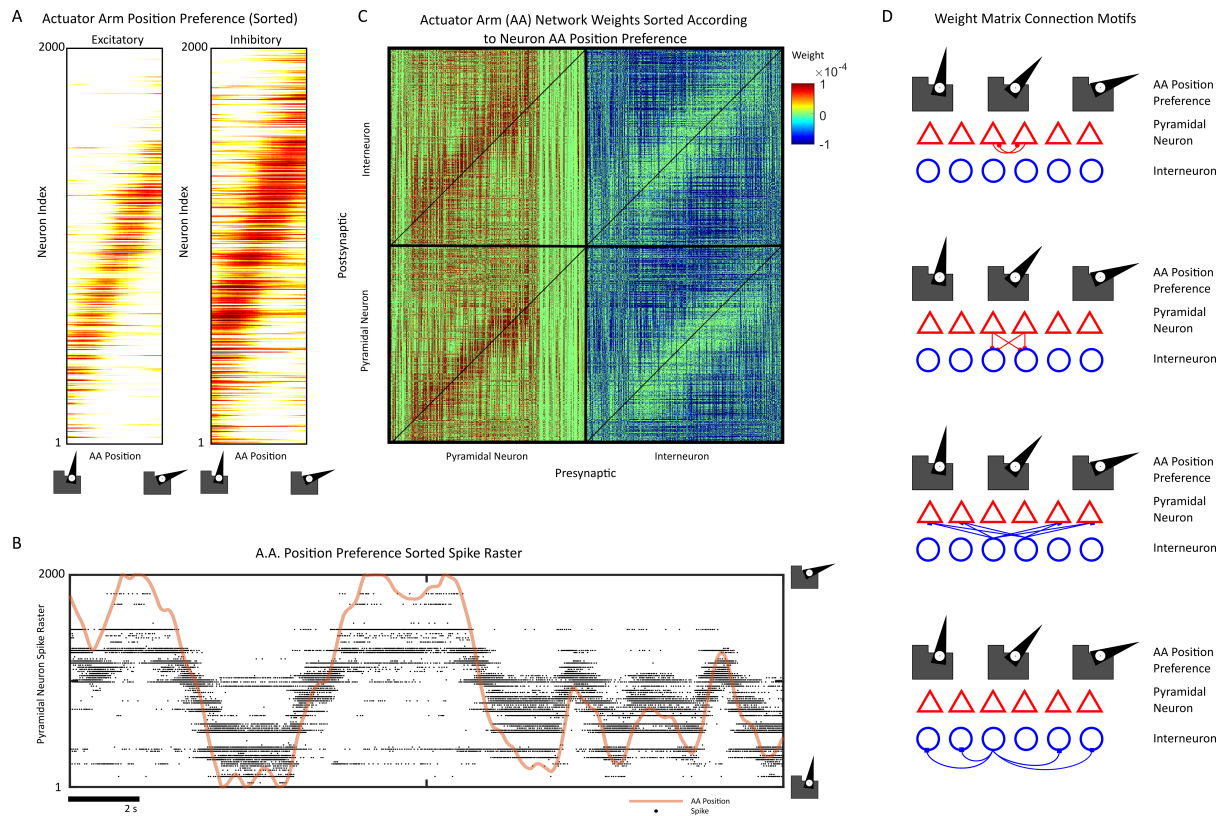 A
Actuator Arm Position Preference (Sorted)
Excitatory
Inhibitory
2000
2000
Neuron Index
Neuron Index
1
1
AA Position
AA Position
C
Actuator Arm (AA) Network Weights Sorted According
to Neuron AA Position Preference
Weight
×10⁻⁴
1
0
-1
Interneuron
Postsynaptic
Pyramidal Neuron
Pyramidal Neuron
Interneuron
Presynaptic
B
A.A. Position Preference Sorted Spike Raster
2000
Pyramidal Neuron Spike Raster
1
2 s
AA Position
Spike
D
Weight Matrix Connection Motifs
AA Position
Preference
Pyramidal
Neuron
Interneuron
AA Position
Preference
Pyramidal
Neuron
Interneuron
AA Position
Preference
Pyramidal
Neuron
Interneuron
AA Position
Preference
Pyramidal
Neuron
Interneuron